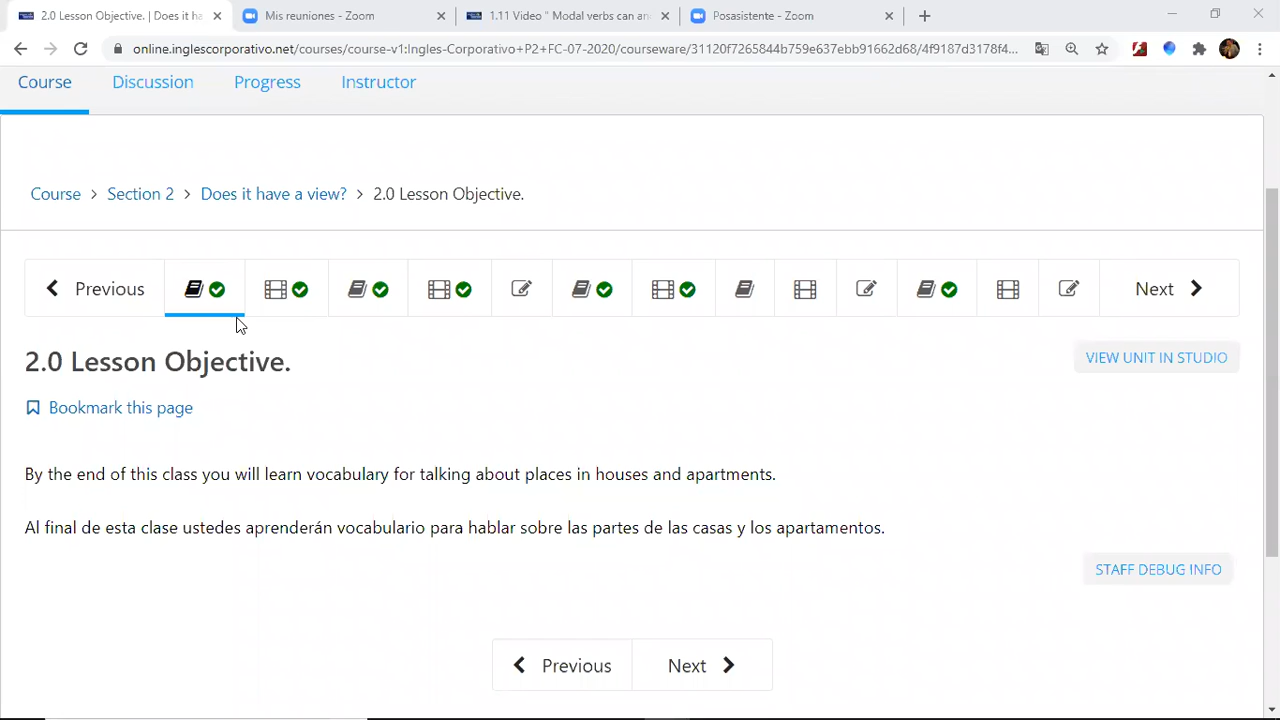 2.0 Lesson Objective. | Does it ha
Mis reuniones - Zoom
1.11 Video " Modal verbs can an
Posasistente - Zoom
online.inglescorporativo.net/courses/course-v1:Ingles-Corporativo+P2+FC-07-2020/courseware/31120f7265844b759e637ebb91662d68/4f9187d3178f4...
Course
Discussion
Progress
Instructor
Course > Section 2 > Does it have a view? > 2.0 Lesson Objective.
Previous
Next
2.0 Lesson Objective.
VIEW UNIT IN STUDIO
Bookmark this page
By the end of this class you will learn vocabulary for talking about places in houses and apartments.
Al final de esta clase ustedes aprenderán vocabulario para hablar sobre las partes de las casas y los apartamentos.
STAFF DEBUG INFO
Previous
Next